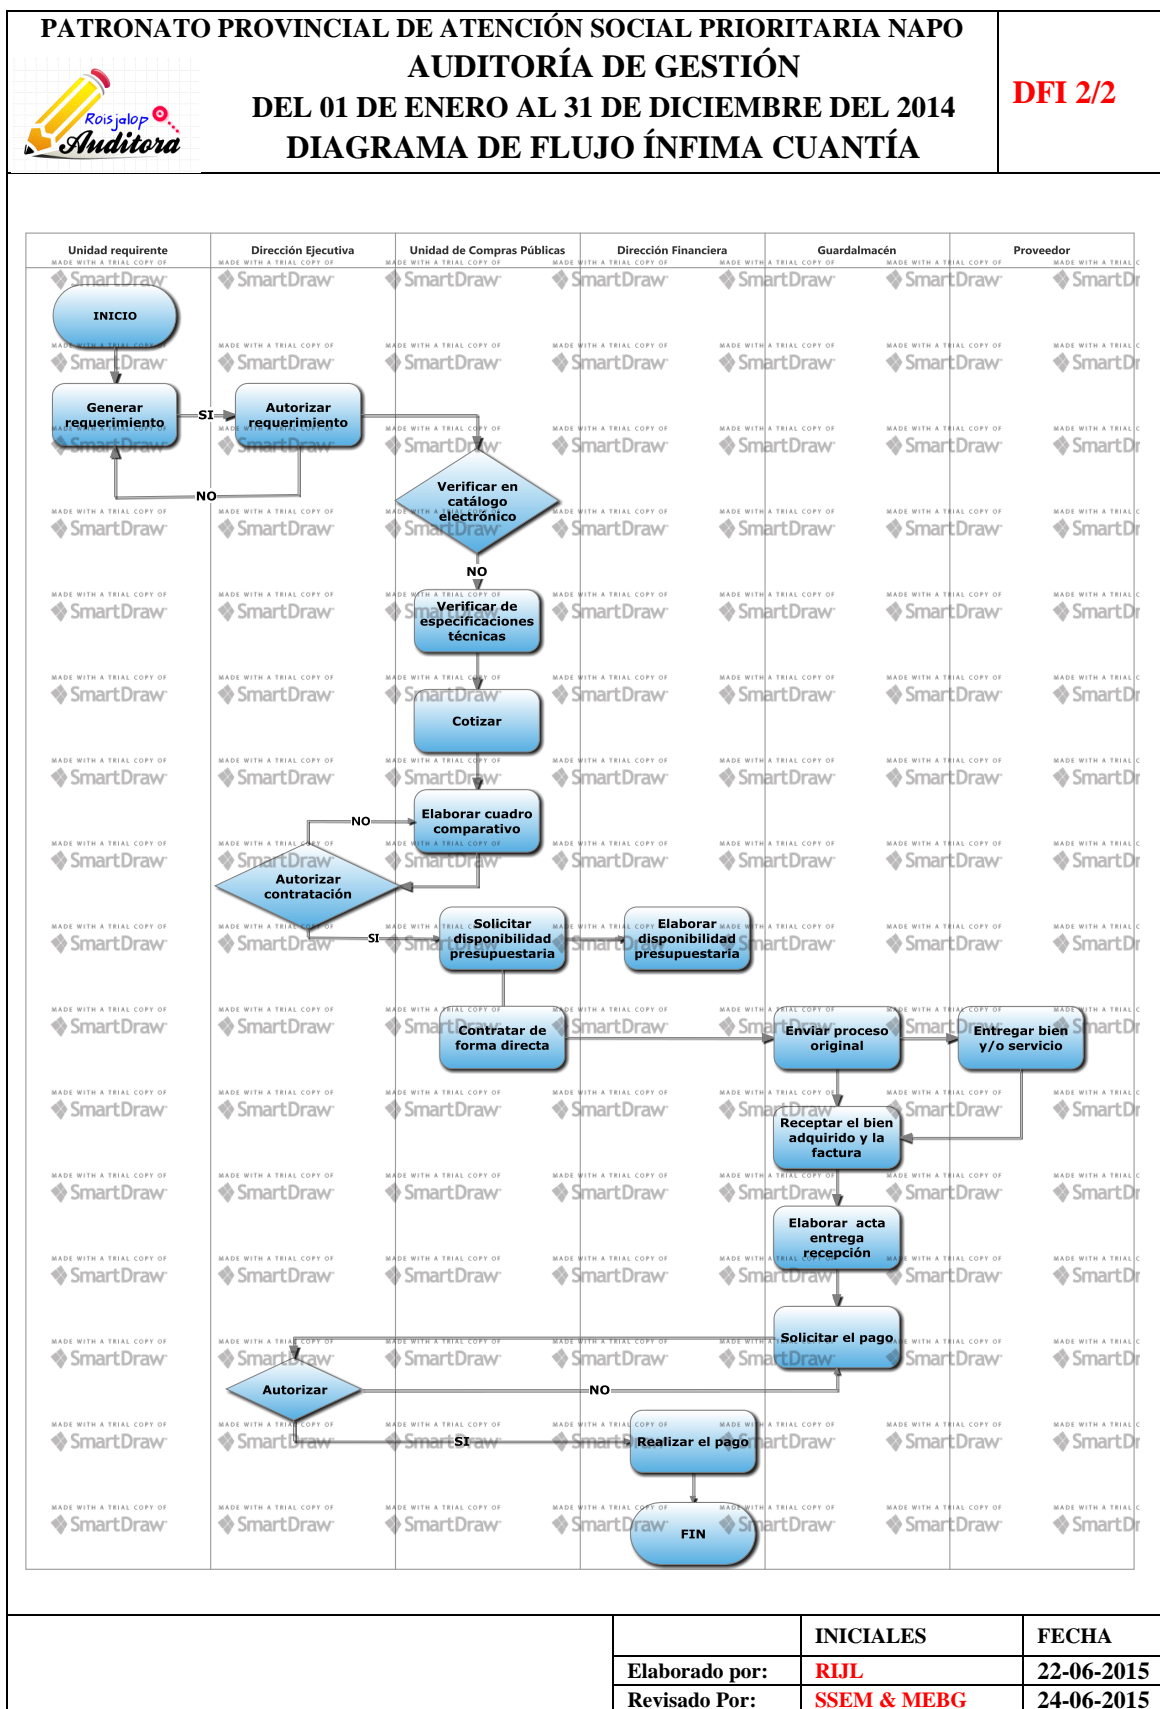 PATRONATO PROVINCIAL DE ATENCIÓN SOCIAL PRIORITARIA NAPO
AUDITORÍA DE GESTIÓN
DEL 01 DE ENERO AL 31 DE DICIEMBRE DEL 2014
DIAGRAMA DE FLUJO ÍNFIMA CUANTÍA
DFI 2/2
Roisjalop
Auditora
Unidad requirente
Dirección Ejecutiva
Unidad de Compras Públicas
Dirección Financiera
Guardalmacén
Proveedor
MADE WITH A TRIAL COPY OF
SmartDraw
INICIO
Generar
requerimiento
SI
Autorizar
requerimiento
NO
Verificar en
catálogo
electrónico
NO
Verificar de
especificaciones
técnicas
Cotizar
Elaborar cuadro
comparativo
NO
Autorizar
contratación
SI
Solicitar
disponibilidad
presupuestaria
Elaborar
disponibilidad
presupuestaria
Contratar de
forma directa
Enviar proceso
original
Entregar bien
y/o servicio
Receptar el bien
adquirido y la
factura
Elaborar acta
entrega
recepción
Solicitar el pago
Autorizar
NO
SI
Realizar el pago
FIN
INICIALES FECHA
Elaborado por: RIJL 22-06-2015
Revisado Por: SSEM & MEBG 24-06-2015